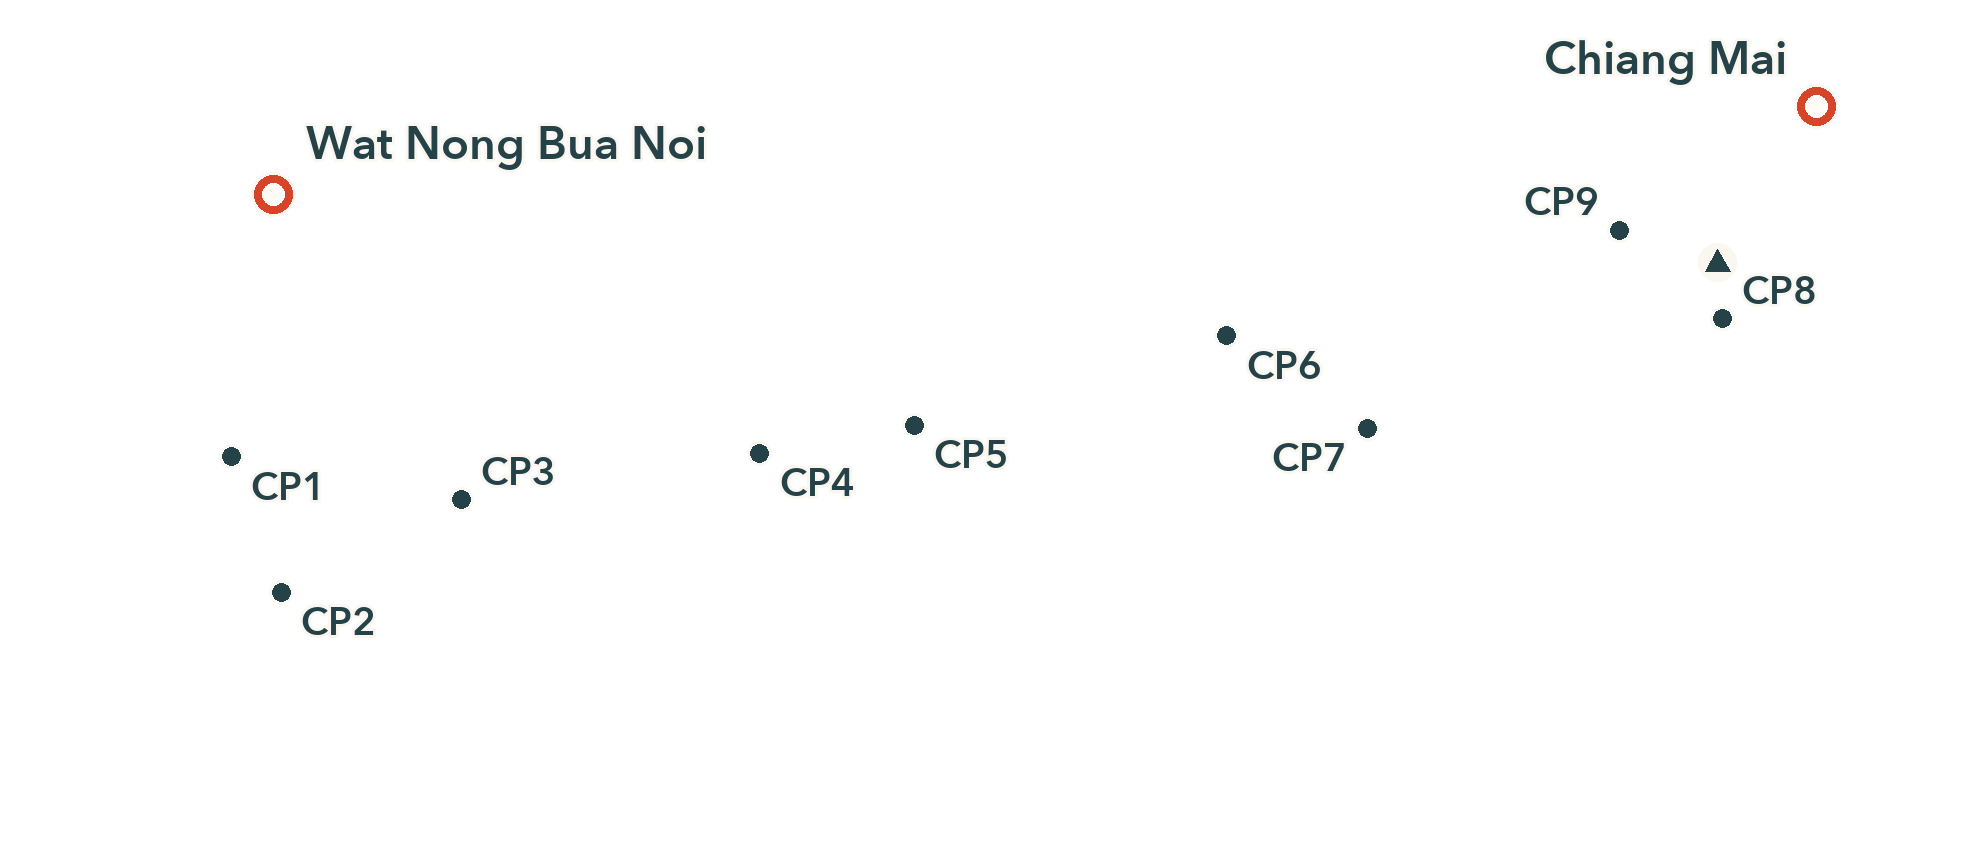 Chiang Mai
Wat Nong Bua Noi
CP9
CP8
CP6
CP5
CP7
CP3
CP4
CP1
CP2